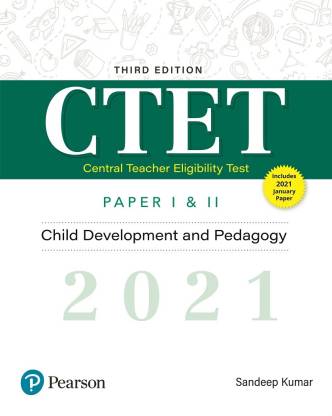 THIRD EDITION
CTET
Central Teacher Eligibility Test
Includes
2021
January
Paper
PAPER I & II
Child Development and Pedagogy
2021
Pearson
Sandeep Kumar